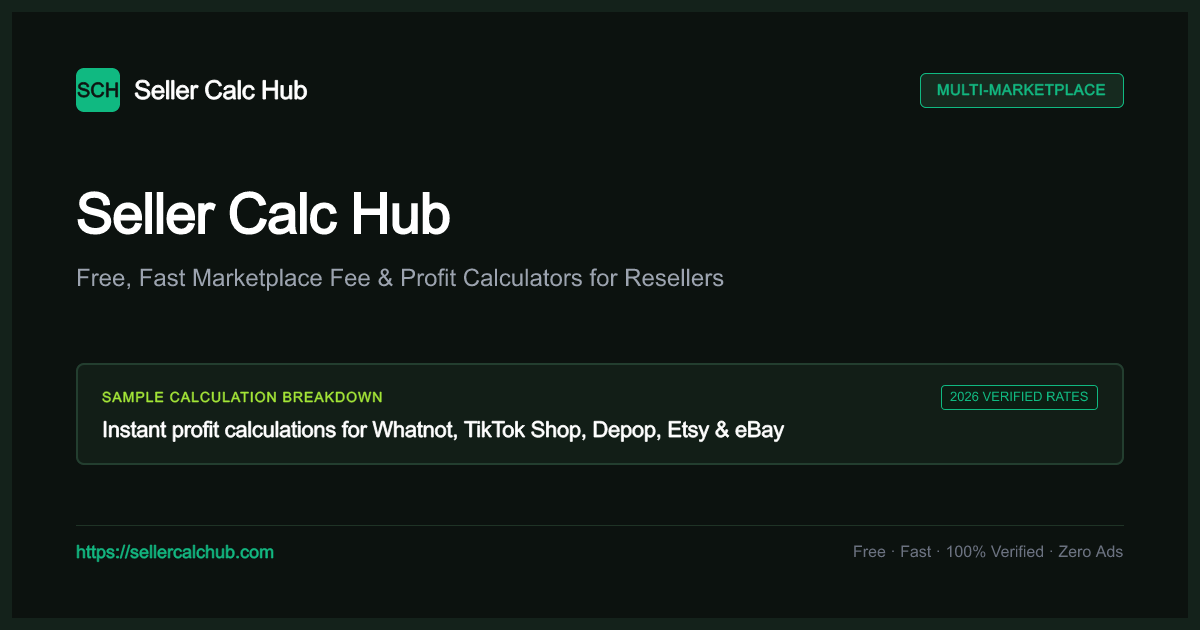 SCH
Seller Calc Hub
MULTI-MARKETPLACE
Seller Calc Hub
Free, Fast Marketplace Fee & Profit Calculators for Resellers
SAMPLE CALCULATION BREAKDOWN
2026 VERIFIED RATES
Instant profit calculations for Whatnot, TikTok Shop, Depop, Etsy & eBay
https://sellercalchub.com
Free · Fast · 100% Verified · Zero Ads